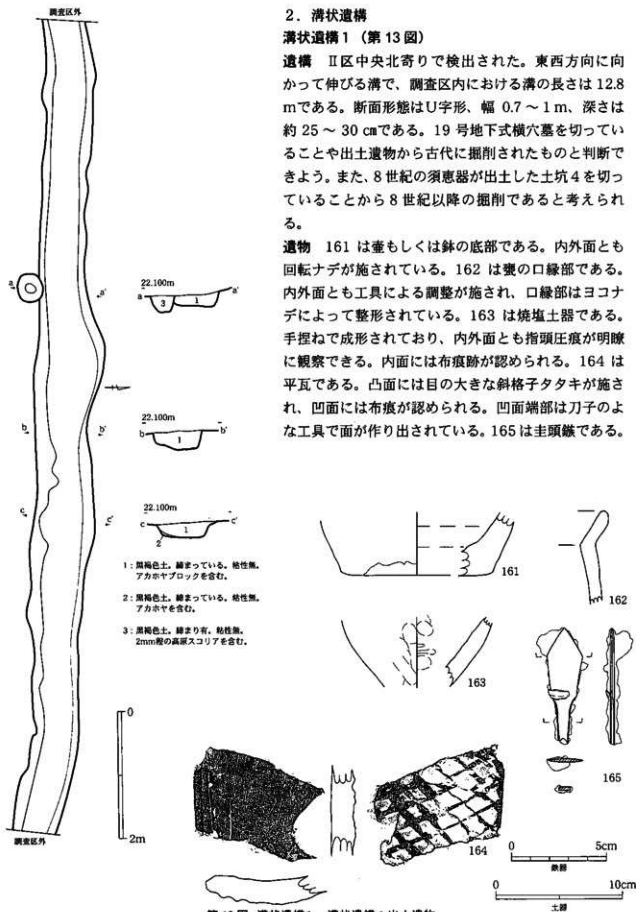 調査区外
2．溝状遺構
溝状遺構1（第13図）
遺構　Ⅱ区中央北寄りで検出された。東西方向に向
かって伸びる溝で、調査区内における溝の長さは 12.8
mである。断面形態はU字形、幅 0.7 ～ 1 m、深さは
約 25 ～ 30 ㎝である。19 号地下式横穴墓を切ってい
ることや出土遺物から古代に掘削されたものと判断で
きよう。また、8 世紀の須恵器が出土した土坑 4 を切っ
ていることから 8 世紀以降の掘削であると考えられ
る。
遺物　161 は壷もしくは鉢の底部である。内外面とも
回転ナデが施されている。162 は甕の口縁部である。
内外面とも工具による調整が施され、口縁部はヨコナ
デによって整形されている。163 は焼塩土器である。
手捏ねで成形されており、内外面とも指頭圧痕が明瞭
に観察できる。内面には布痕跡が認められる。164 は
平瓦である。凸面には目の大きな斜格子タタキが施さ
れ、凹面には布痕が認められる。凹面端部は刀子のよ
うな工具で面が作り出されている。165 は圭頭鏃である。
a
a'
22.100m
a
a'
3
1
b
b'
b
b'
1
c
c'
22.100m
c
c'
1
2
1：黒褐色土。締まっている。粘性無。
アカホヤブロックを含む。
2：黒褐色土。締まっている。粘性無。
アカホヤを含む。
3：黒褐色土。締まり有。粘性無。
2mm程の高原スコリアを含む。
161
162
163
165
164
0
2m
0
5cm
鉄器
0
10cm
土器
調査区外